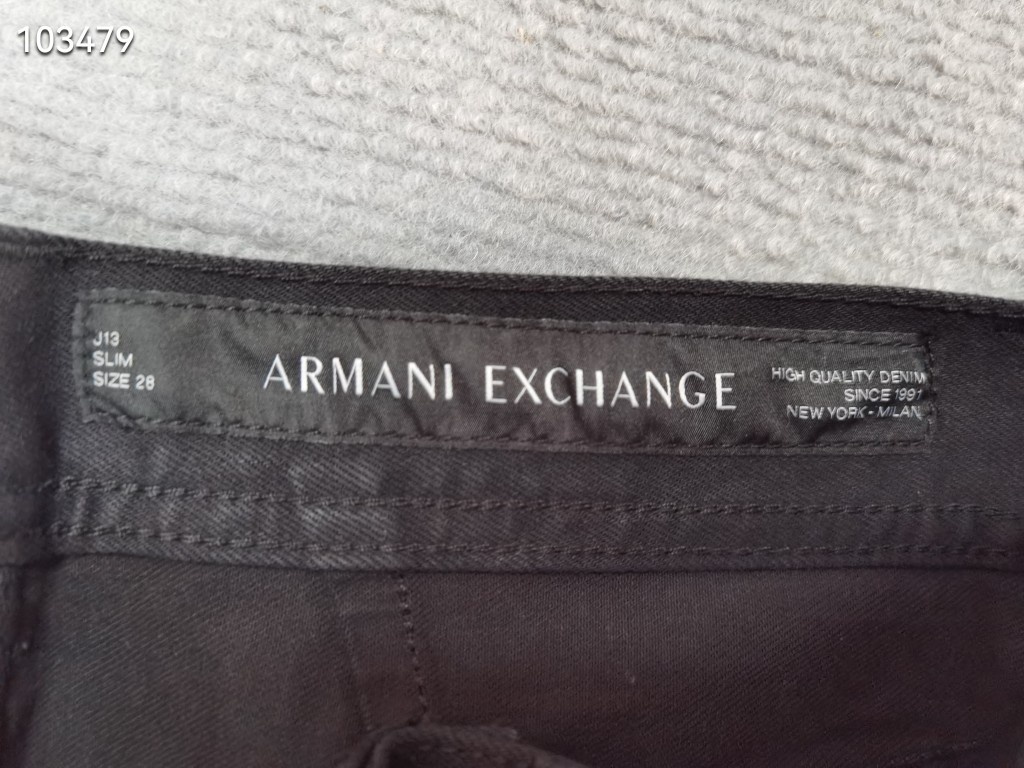 103479
J13
SLIM
SIZE 28
ARMANI EXCHANGE
HIGH QUALITY DENIM
SINCE 1991
NEW YORK - MILAN